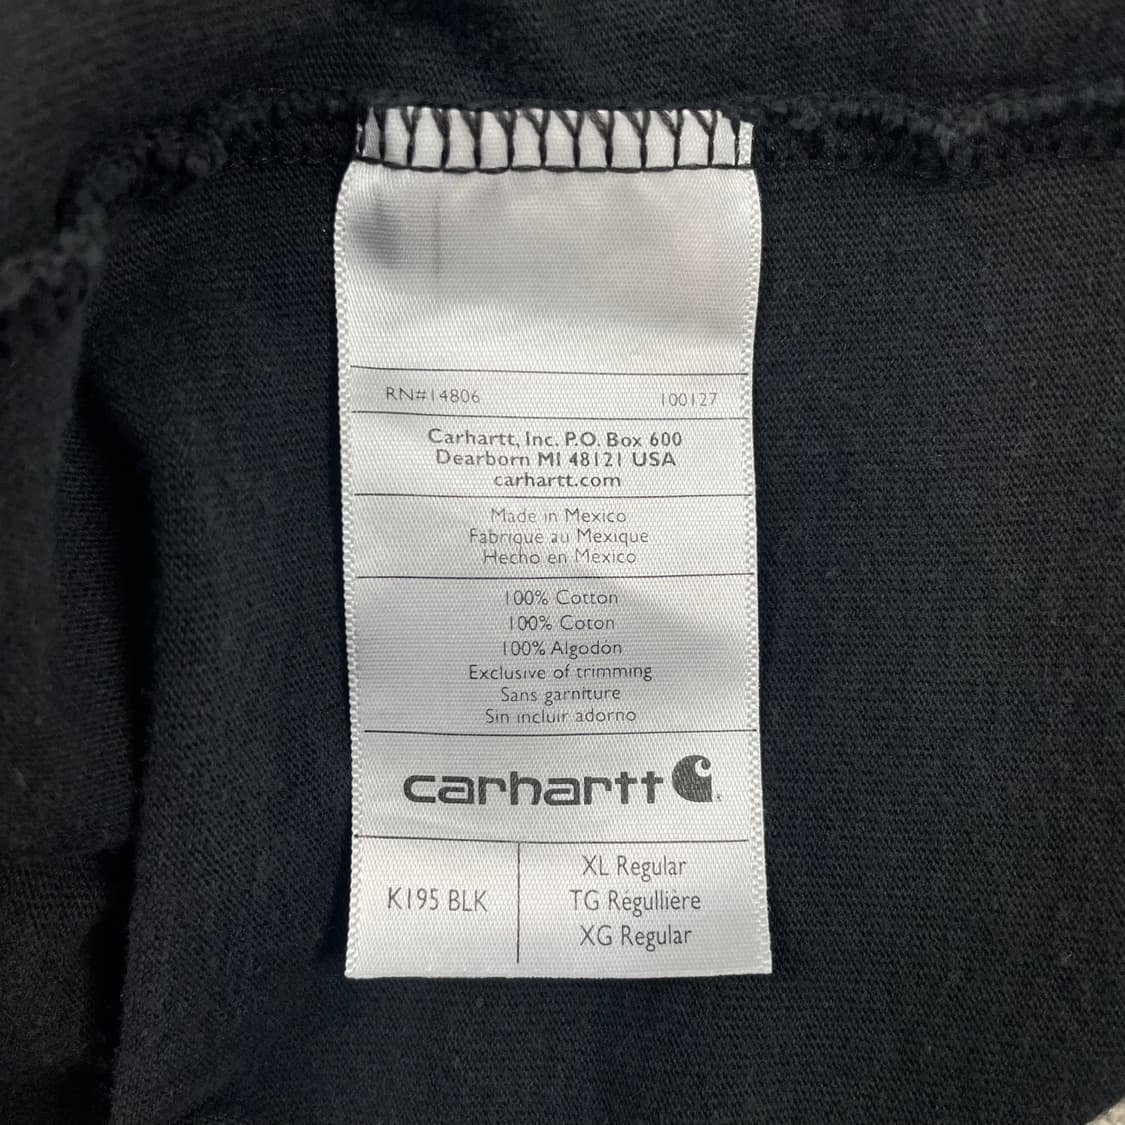 RN#14806 100127
Carhartt, Inc. P.O. Box 600
Dearborn MI 48121 USA
carhartt.com
Made in Mexico
Fabrique au Mexique
Hecho en Mexico
100% Cotton
100% Coton
100% Algodón
Exclusive of trimming
Sans garniture
Sin incluir adorno
carhartt
K195 BLK
XL Regular
TG Régullière
XG Regular